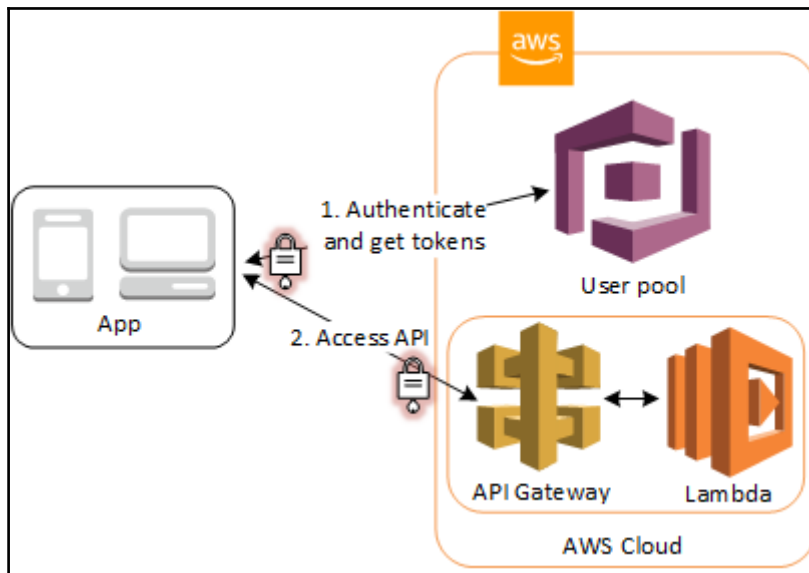 aws
1. Authenticate
and get tokens
User pool
App
2. Access API
API Gateway
Lambda
AWS Cloud